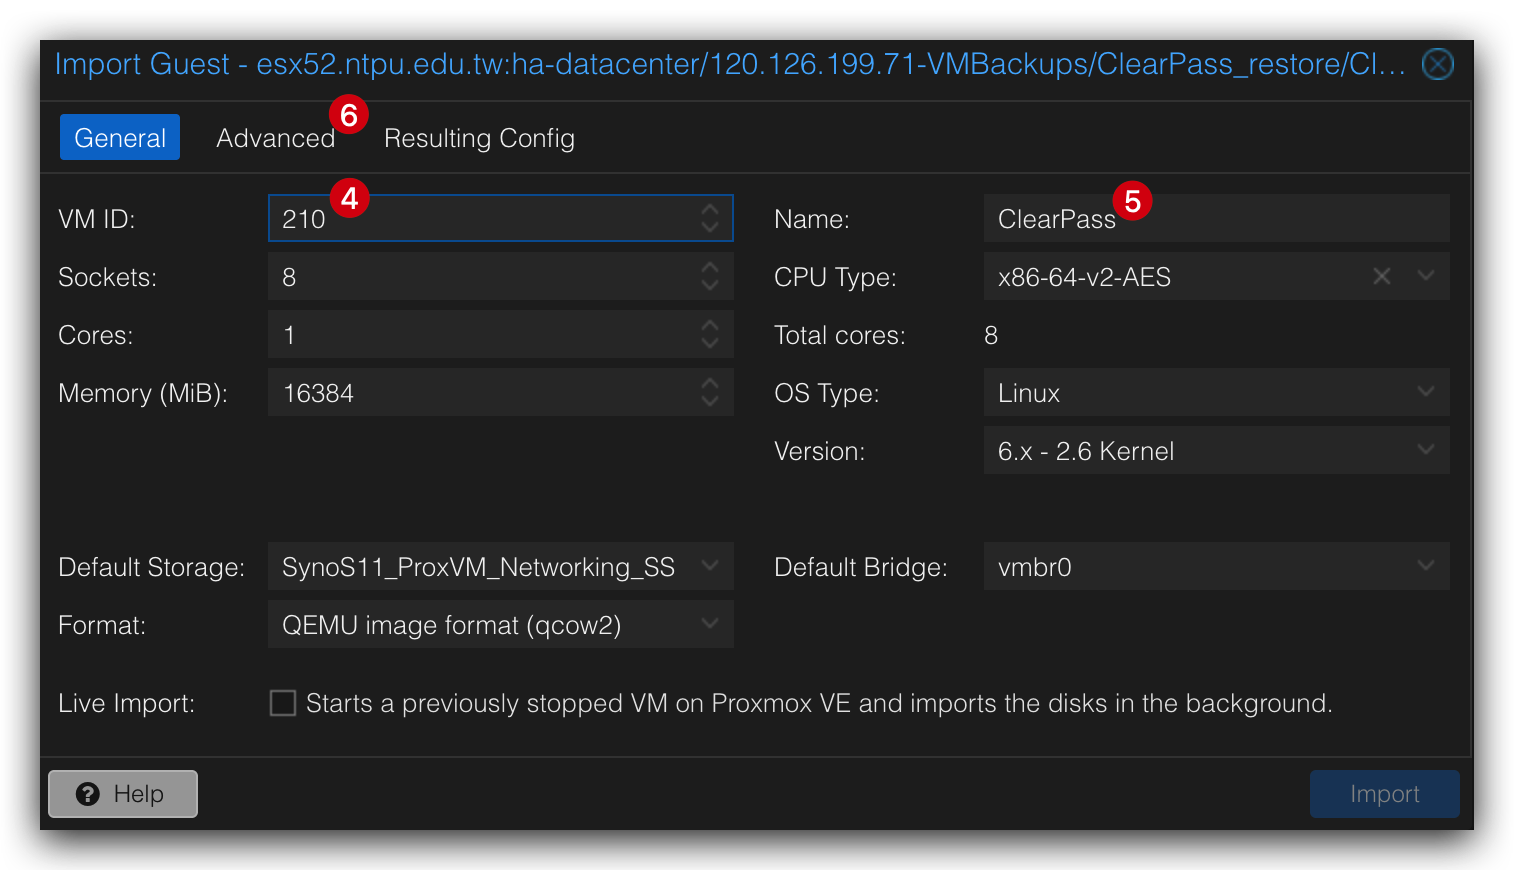 Import Guest - esx52.ntpu.edu.tw:ha-datacenter/120.126.199.71-VMBackups/ClearPass_restore/Cl...
General Advanced 6 Resulting Config
VM ID: 210 4 Name: ClearPass 5
Sockets: 8 CPU Type: x86-64-v2-AES
Cores: 1 Total cores: 8
Memory (MiB): 16384 OS Type: Linux
Version: 6.x - 2.6 Kernel
Default Storage: SynoS11_ProxVM_Networking_SS Default Bridge: vmbr0
Format: QEMU image format (qcow2)
Live Import: Starts a previously stopped VM on Proxmox VE and imports the disks in the background.
? Help Import